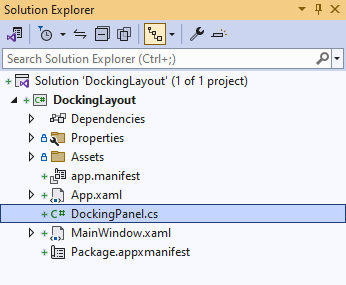 Solution Explorer
Search Solution Explorer (Ctrl+;)
Solution 'DockingLayout' (1 of 1 project)
C# DockingLayout
Dependencies
Properties
Assets
app.manifest
App.xaml
C# DockingPanel.cs
MainWindow.xaml
Package.appxmanifest